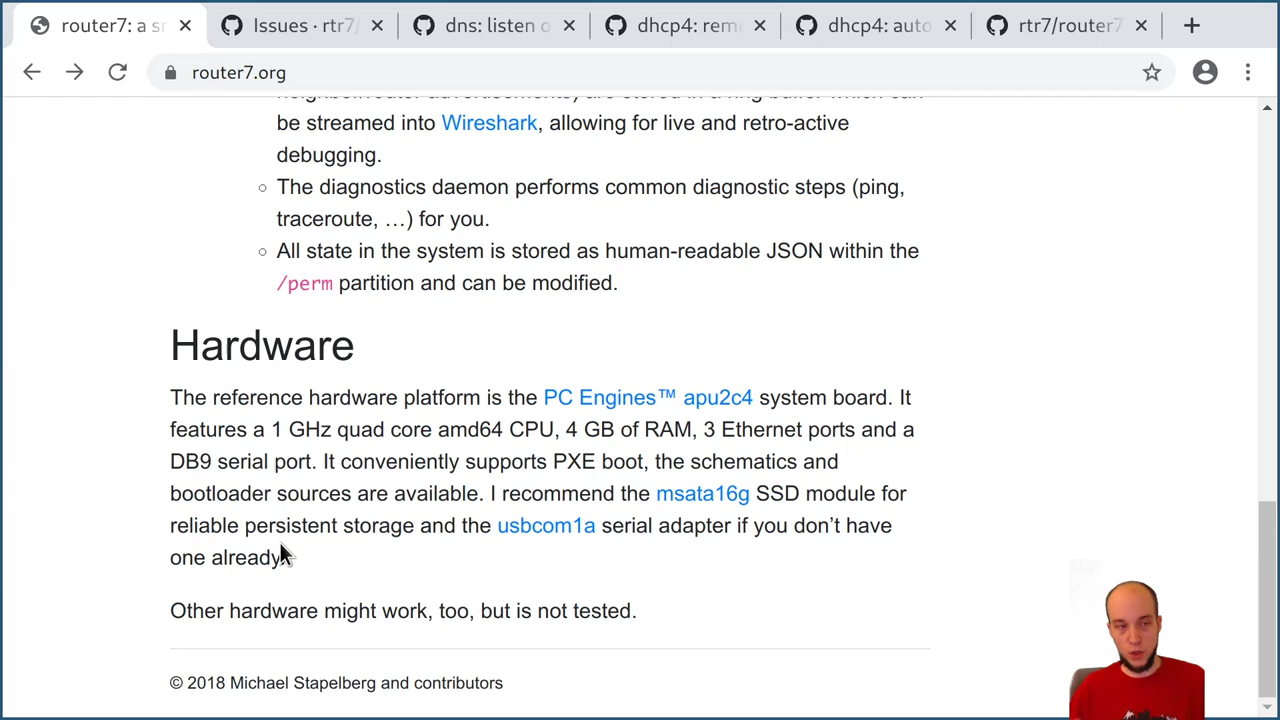 router7: a sr
Issues · rtr7/
dns: listen o
dhcp4: rem
dhcp4: auto
rtr7/router7
router7.org
be streamed into Wireshark, allowing for live and retro-active
debugging.
The diagnostics daemon performs common diagnostic steps (ping,
traceroute, …) for you.
All state in the system is stored as human-readable JSON within the
/perm partition and can be modified.
Hardware
The reference hardware platform is the PC Engines™ apu2c4 system board. It
features a 1 GHz quad core amd64 CPU, 4 GB of RAM, 3 Ethernet ports and a
DB9 serial port. It conveniently supports PXE boot, the schematics and
bootloader sources are available. I recommend the msata16g SSD module for
reliable persistent storage and the usbcom1a serial adapter if you don’t have
one already.
Other hardware might work, too, but is not tested.
© 2018 Michael Stapelberg and contributors